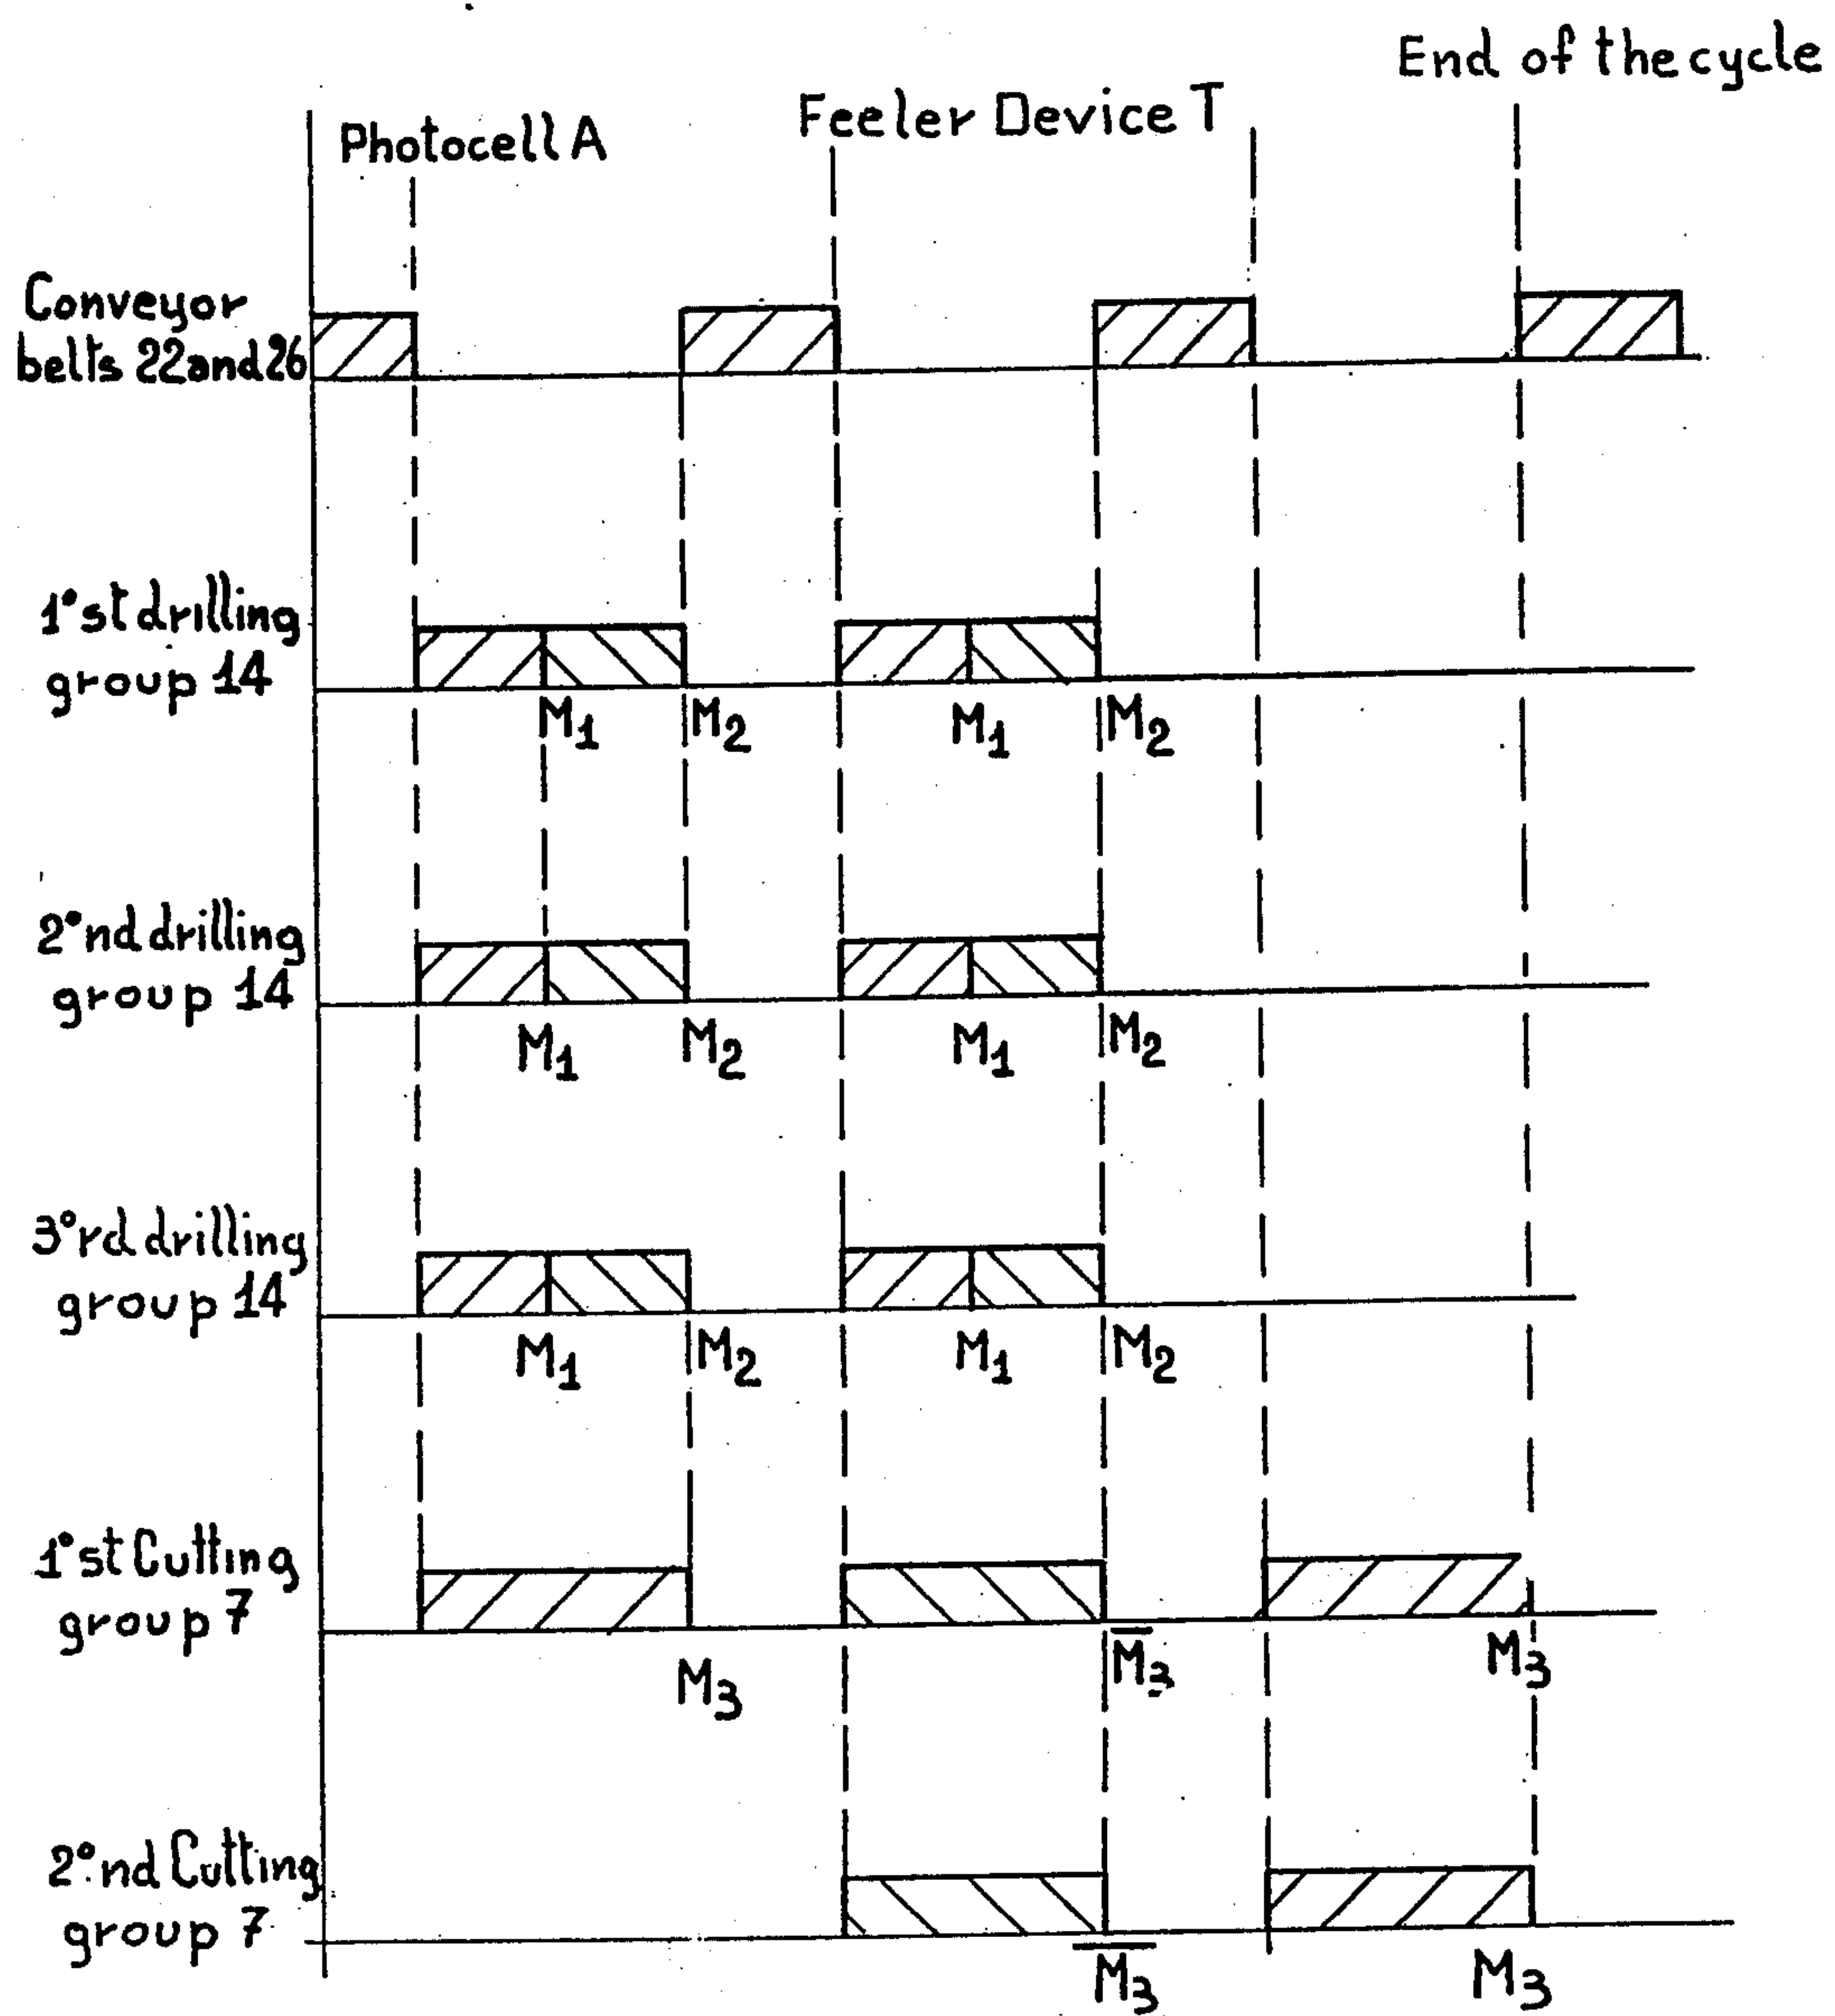 End of the cycle
Feeler Device T
Photocell A
Conveyor
belts 22 and 26
1°st drilling
group 14
M1 M2 M1 M2
2°nd drilling
group 14
M1 M2 M1 M2
3°rd drilling
group 14
M1 M2 M1 M2
1°st Cutting
group 7
M3 M̅3 M3
2°nd Cutting
group 7
M̅3 M3